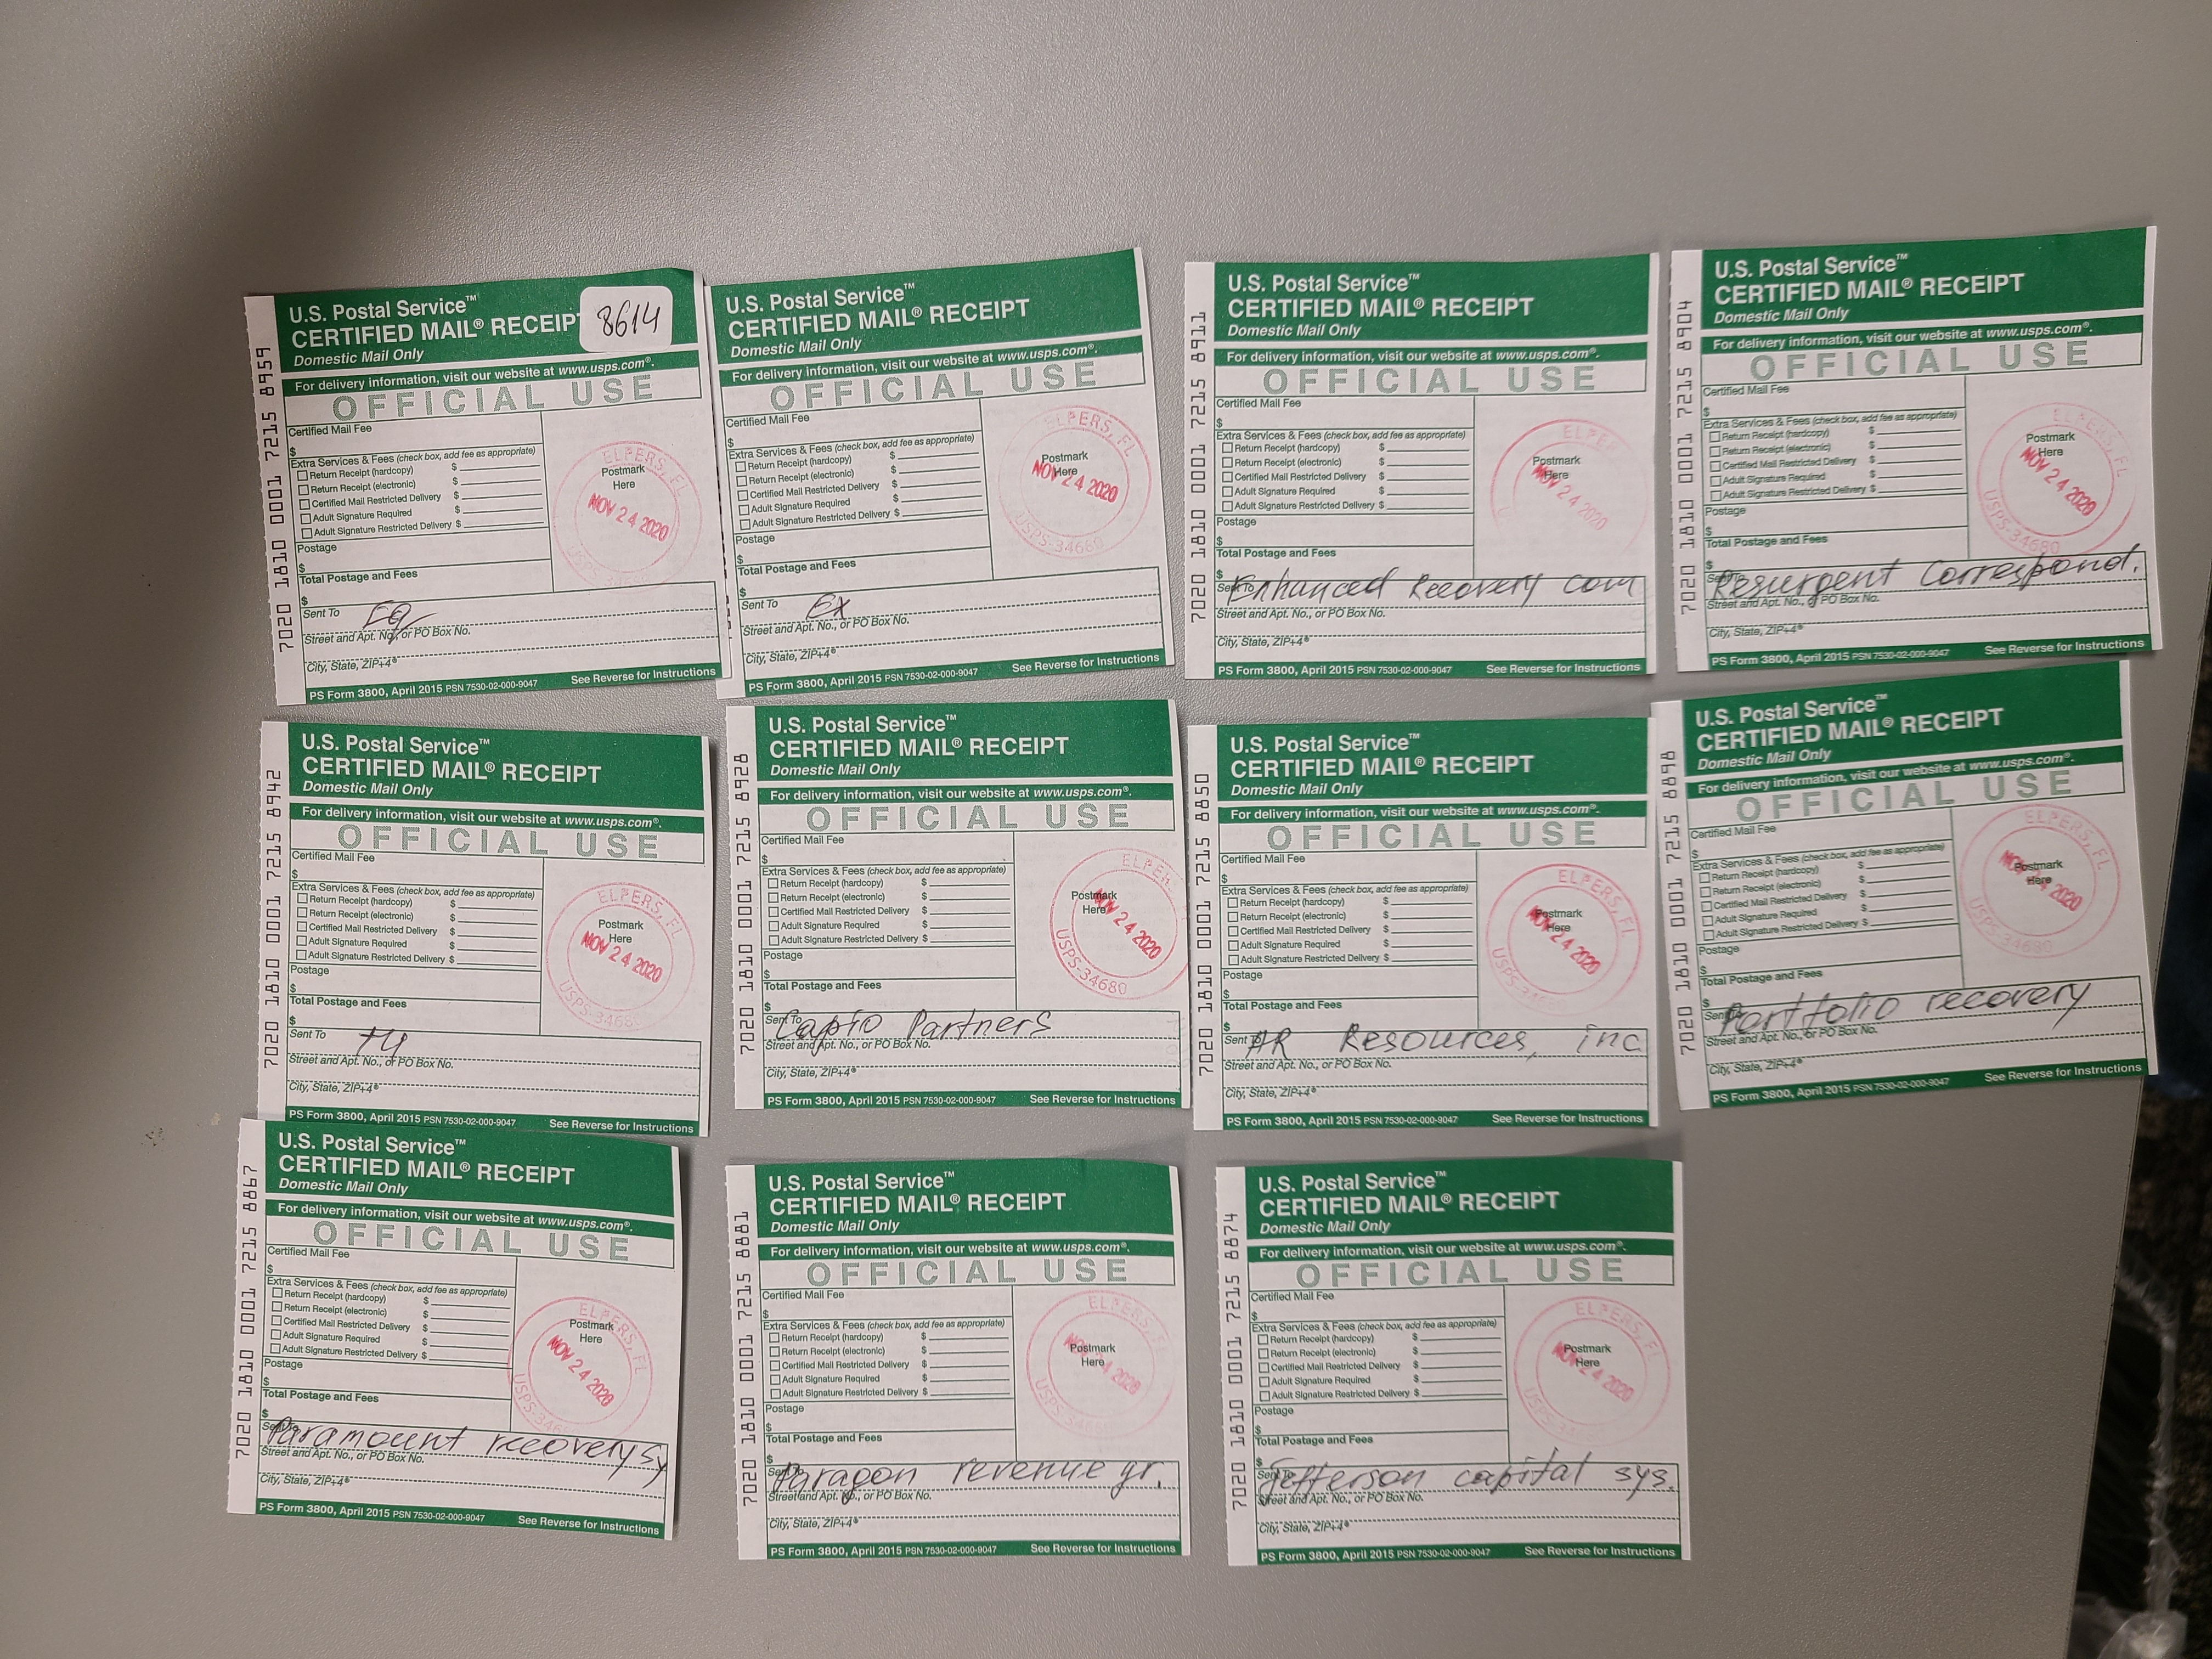 7020 1810 0001 7215 8959
U.S. Postal Service™
CERTIFIED MAIL® RECEIPT
Domestic Mail Only
8614
For delivery information, visit our website at www.usps.com®.
OFFICIAL USE
Certified Mail Fee
$
Extra Services & Fees (check box, add fee as appropriate)
Return Receipt (hardcopy) $
Return Receipt (electronic) $
Certified Mail Restricted Delivery $
Adult Signature Required $
Adult Signature Restricted Delivery $
Postage
$
Total Postage and Fees
$
Postmark
Here
ELFERS, FL
NOV 24 2020
Sent To
EQ
Street and Apt. No., or PO Box No.
City, State, ZIP+4®
PS Form 3800, April 2015 PSN 7530-02-000-9047 See Reverse for Instructions
U.S. Postal Service™
CERTIFIED MAIL® RECEIPT
Domestic Mail Only
For delivery information, visit our website at www.usps.com®.
OFFICIAL USE
Certified Mail Fee
$
Extra Services & Fees (check box, add fee as appropriate)
Return Receipt (hardcopy) $
Return Receipt (electronic) $
Certified Mail Restricted Delivery $
Adult Signature Required $
Adult Signature Restricted Delivery $
Postage
$
Total Postage and Fees
$
Postmark
Here
ELFERS, FL
NOV 24 2020
Sent To
EX
Street and Apt. No., or PO Box No.
City, State, ZIP+4®
PS Form 3800, April 2015 PSN 7530-02-000-9047 See Reverse for Instructions
7020 1810 0001 7215 8911
U.S. Postal Service™
CERTIFIED MAIL® RECEIPT
Domestic Mail Only
For delivery information, visit our website at www.usps.com®.
OFFICIAL USE
Certified Mail Fee
$
Extra Services & Fees (check box, add fee as appropriate)
Return Receipt (hardcopy) $
Return Receipt (electronic) $
Certified Mail Restricted Delivery $
Adult Signature Required $
Adult Signature Restricted Delivery $
Postage
$
Total Postage and Fees
$
Postmark
Here
24 2020
Sent To
Enhanced Recovery com
Street and Apt. No., or PO Box No.
City, State, ZIP+4®
PS Form 3800, April 2015 PSN 7530-02-000-9047 See Reverse for Instructions
7020 1810 0001 7215 8904
U.S. Postal Service™
CERTIFIED MAIL® RECEIPT
Domestic Mail Only
For delivery information, visit our website at www.usps.com®.
OFFICIAL USE
Certified Mail Fee
$
Extra Services & Fees (check box, add fee as appropriate)
Return Receipt (hardcopy) $
Return Receipt (electronic) $
Certified Mail Restricted Delivery $
Adult Signature Required $
Adult Signature Restricted Delivery $
Postage
$
Total Postage and Fees
$
Postmark
Here
ELFERS, FL
NOV 24 2020
USPS-34680
Sent To
Resurgent Correspond.
Street and Apt. No., or PO Box No.
City, State, ZIP+4®
PS Form 3800, April 2015 PSN 7530-02-000-9047 See Reverse for Instructions
7020 1810 0001 7215 8942
U.S. Postal Service™
CERTIFIED MAIL® RECEIPT
Domestic Mail Only
For delivery information, visit our website at www.usps.com®.
OFFICIAL USE
Certified Mail Fee
$
Extra Services & Fees (check box, add fee as appropriate)
Return Receipt (hardcopy) $
Return Receipt (electronic) $
Certified Mail Restricted Delivery $
Adult Signature Required $
Adult Signature Restricted Delivery $
Postage
$
Total Postage and Fees
$
Postmark
Here
ELFERS, FL
NOV 24 2020
Sent To
Street and Apt. No., or PO Box No.
City, State, ZIP+4®
PS Form 3800, April 2015 PSN 7530-02-000-9047 See Reverse for Instructions
7020 1810 0001 7215 8928
U.S. Postal Service™
CERTIFIED MAIL® RECEIPT
Domestic Mail Only
For delivery information, visit our website at www.usps.com®.
OFFICIAL USE
Certified Mail Fee
$
Extra Services & Fees (check box, add fee as appropriate)
Return Receipt (hardcopy) $
Return Receipt (electronic) $
Certified Mail Restricted Delivery $
Adult Signature Required $
Adult Signature Restricted Delivery $
Postage
$
Total Postage and Fees
$
Postmark
Here
24 2020
USPS-34680
Sent To
Capio Partners
Street and Apt. No., or PO Box No.
City, State, ZIP+4®
PS Form 3800, April 2015 PSN 7530-02-000-9047 See Reverse for Instructions
7020 1810 0001 7215 8850
U.S. Postal Service™
CERTIFIED MAIL® RECEIPT
Domestic Mail Only
For delivery information, visit our website at www.usps.com®.
OFFICIAL USE
Certified Mail Fee
$
Extra Services & Fees (check box, add fee as appropriate)
Return Receipt (hardcopy) $
Return Receipt (electronic) $
Certified Mail Restricted Delivery $
Adult Signature Required $
Adult Signature Restricted Delivery $
Postage
$
Total Postage and Fees
$
Postmark
Here
ELFERS, FL
24 2020
Sent
AR Resources, inc
Street and Apt. No., or PO Box No.
City, State, ZIP+4®
PS Form 3800, April 2015 PSN 7530-02-000-9047 See Reverse for Instructions
7020 1810 0001 7215 8898
U.S. Postal Service™
CERTIFIED MAIL® RECEIPT
Domestic Mail Only
For delivery information, visit our website at www.usps.com®.
OFFICIAL USE
Certified Mail Fee
$
Extra Services & Fees (check box, add fee as appropriate)
Return Receipt (hardcopy) $
Return Receipt (electronic) $
Certified Mail Restricted Delivery $
Adult Signature Required $
Adult Signature Restricted Delivery $
Postage
$
Total Postage and Fees
$
Postmark
Here
ELFERS, FL
2020
USPS-34680
Portfolio recovery
Street and Apt. No., or PO Box No.
City, State, ZIP+4®
PS Form 3800, April 2015 PSN 7530-02-000-9047 See Reverse for Instructions
7020 1810 0001 7215 8867
U.S. Postal Service™
CERTIFIED MAIL® RECEIPT
Domestic Mail Only
For delivery information, visit our website at www.usps.com®.
OFFICIAL USE
Certified Mail Fee
$
Extra Services & Fees (check box, add fee as appropriate)
Return Receipt (hardcopy) $
Return Receipt (electronic) $
Certified Mail Restricted Delivery $
Adult Signature Required $
Adult Signature Restricted Delivery $
Postage
$
Total Postage and Fees
$
Postmark
Here
ELFERS, FL
NOV 24 2020
Paramount recovery sy
Street and Apt. No., or PO Box No.
City, State, ZIP+4®
PS Form 3800, April 2015 PSN 7530-02-000-9047 See Reverse for Instructions
7020 1810 0001 7215 8881
U.S. Postal Service™
CERTIFIED MAIL® RECEIPT
Domestic Mail Only
For delivery information, visit our website at www.usps.com®.
OFFICIAL USE
Certified Mail Fee
$
Extra Services & Fees (check box, add fee as appropriate)
Return Receipt (hardcopy) $
Return Receipt (electronic) $
Certified Mail Restricted Delivery $
Adult Signature Required $
Adult Signature Restricted Delivery $
Postage
$
Total Postage and Fees
$
Postmark
Here
ELFERS, FL
2020
Paragon revenue gr.
Street and Apt. No., or PO Box No.
City, State, ZIP+4®
PS Form 3800, April 2015 PSN 7530-02-000-9047 See Reverse for Instructions
7020 1810 0001 7215 8874
U.S. Postal Service™
CERTIFIED MAIL® RECEIPT
Domestic Mail Only
For delivery information, visit our website at www.usps.com®.
OFFICIAL USE
Certified Mail Fee
$
Extra Services & Fees (check box, add fee as appropriate)
Return Receipt (hardcopy) $
Return Receipt (electronic) $
Certified Mail Restricted Delivery $
Adult Signature Required $
Adult Signature Restricted Delivery $
Postage
$
Total Postage and Fees
$
Postmark
Here
ELFERS, FL
2020
Jefferson capital sys.
Street and Apt. No., or PO Box No.
City, State, ZIP+4®
PS Form 3800, April 2015 PSN 7530-02-000-9047 See Reverse for Instructions